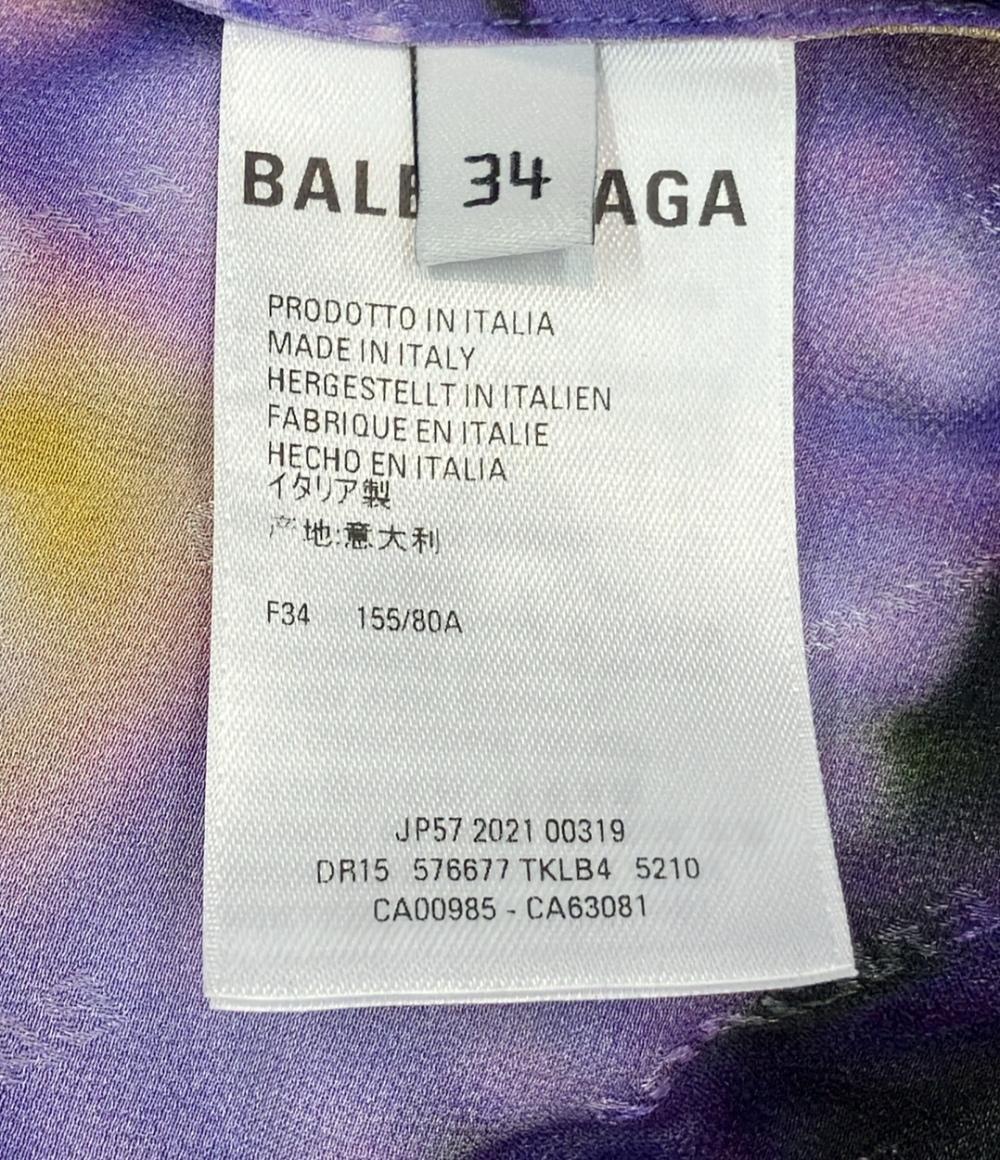 34
BALE AGA
PRODOTTO IN ITALIA
MADE IN ITALY
HERGESTELLT IN ITALIEN
FABRIQUE EN ITALIE
HECHO EN ITALIA
イタリア製
产地:意大利
F34 155/80A
JP57 2021 00319
DR15 576677 TKLB4 5210
CA00985 - CA63081